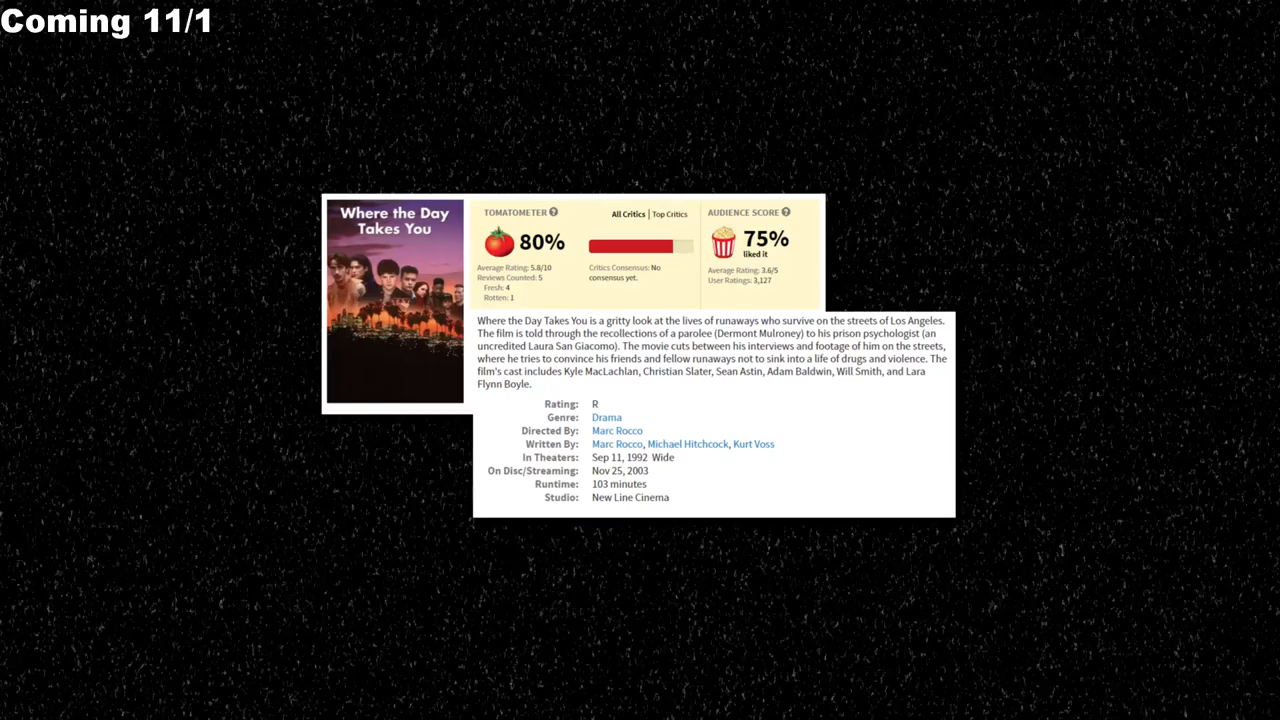 Coming 11/1
Where the Day
Takes You
TOMATOMETER
80%
Average Rating: 5.8/10
Reviews Counted: 5
Fresh: 4
Rotten: 1
All Critics | Top Critics
Critics Consensus: No
consensus yet.
AUDIENCE SCORE
75%
liked it
Average Rating: 3.6/5
User Ratings: 3,127
Where the Day Takes You is a gritty look at the lives of runaways who survive on the streets of Los Angeles.
The film is told through the recollections of a parolee (Dermont Mulroney) to his prison psychologist (an
uncredited Laura San Giacomo). The movie cuts between his interviews and footage of him on the streets,
where he tries to convince his friends and fellow runaways not to sink into a life of drugs and violence. The
film's cast includes Kyle MacLachlan, Christian Slater, Sean Astin, Adam Baldwin, Will Smith, and Lara
Flynn Boyle.
Rating: R
Genre: Drama
Directed By: Marc Rocco
Written By: Marc Rocco, Michael Hitchcock, Kurt Voss
In Theaters: Sep 11, 1992 Wide
On Disc/Streaming: Nov 25, 2003
Runtime: 103 minutes
Studio: New Line Cinema